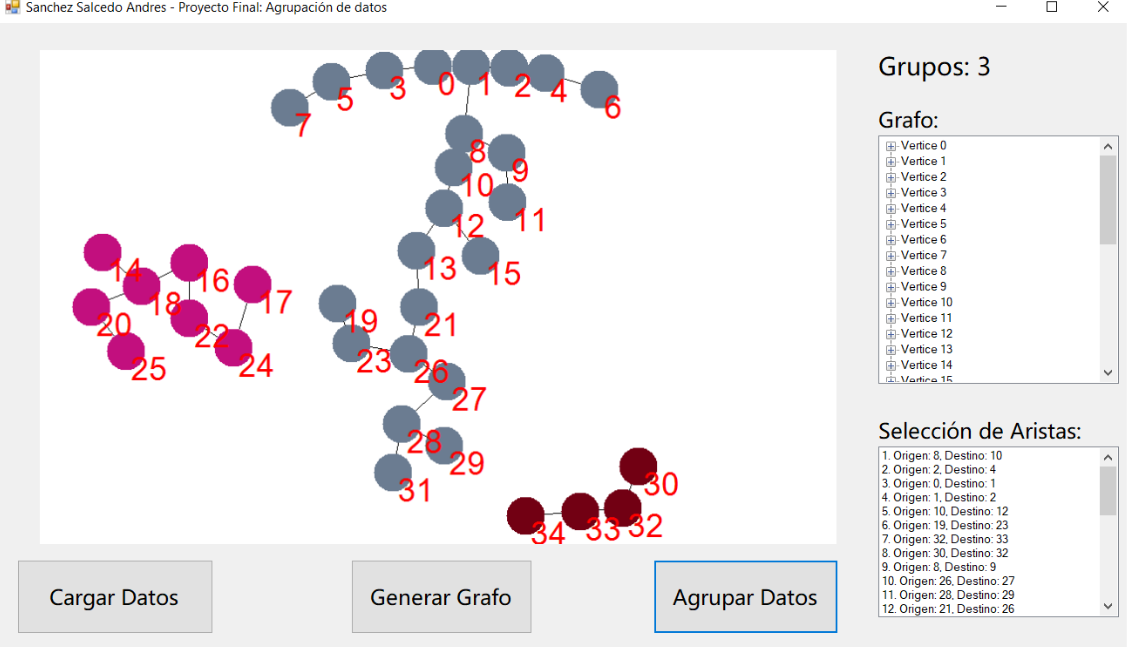 Sanchez Salcedo Andres - Proyecto Final: Agrupación de datos
Grupos: 3
Grafo:
Vertice 0
Vertice 1
Vertice 2
Vertice 3
Vertice 4
Vertice 5
Vertice 6
Vertice 7
Vertice 8
Vertice 9
Vertice 10
Vertice 11
Vertice 12
Vertice 13
Vertice 14
Vertice 15
Selección de Aristas:
1. Origen: 8, Destino: 10
2. Origen: 2, Destino: 4
3. Origen: 0, Destino: 1
4. Origen: 1, Destino: 2
5. Origen: 10, Destino: 12
6. Origen: 19, Destino: 23
7. Origen: 32, Destino: 33
8. Origen: 30, Destino: 32
9. Origen: 8, Destino: 9
10. Origen: 26, Destino: 27
11. Origen: 28, Destino: 29
12. Origen: 21, Destino: 26
7
5
3
0
1
2
4
6
8
9
10
11
12
13
15
14
16
17
18
20
22
24
25
19
21
23
26
27
28
29
31
30
34
33
32
Cargar Datos
Generar Grafo
Agrupar Datos